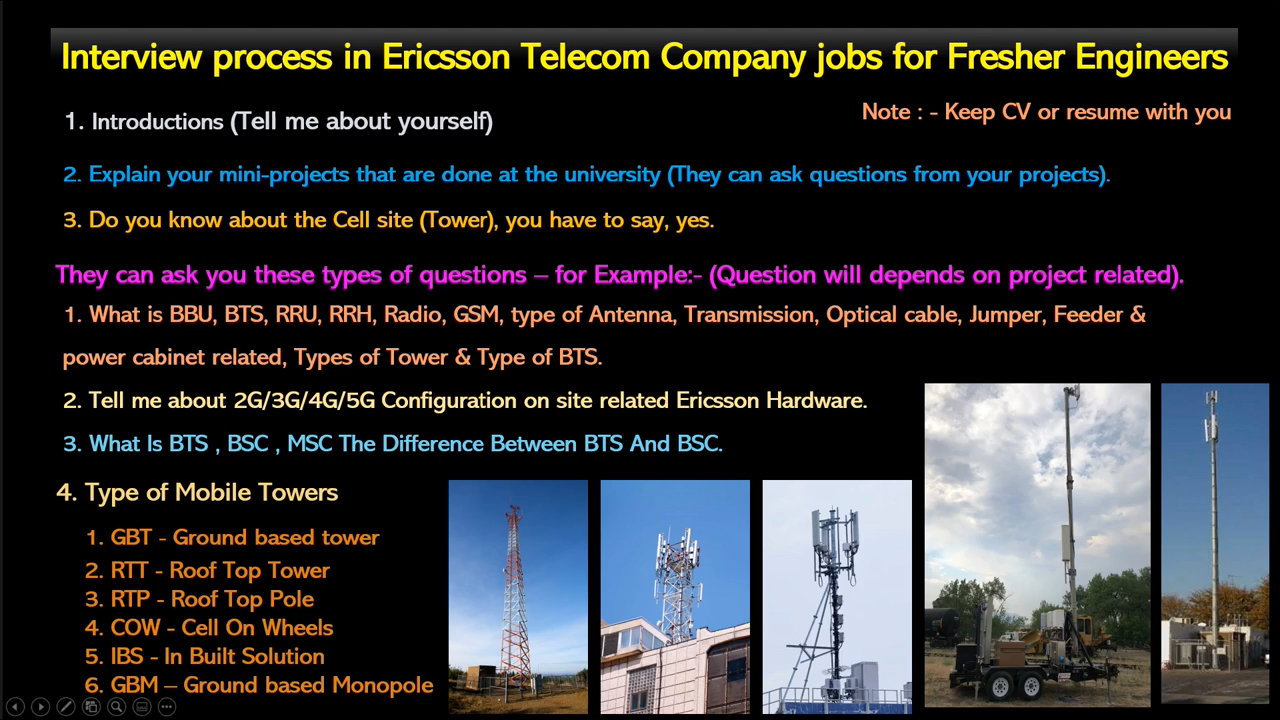 Interview process in Ericsson Telecom Company jobs for Fresher Engineers
Note : - Keep CV or resume with you
1. Introductions (Tell me about yourself)
2. Explain your mini-projects that are done at the university (They can ask questions from your projects).
3. Do you know about the Cell site (Tower), you have to say, yes.
They can ask you these types of questions – for Example:- (Question will depends on project related).
1. What is BBU, BTS, RRU, RRH, Radio, GSM, type of Antenna, Transmission, Optical cable, Jumper, Feeder &
power cabinet related, Types of Tower & Type of BTS.
2. Tell me about 2G/3G/4G/5G Configuration on site related Ericsson Hardware.
3. What Is BTS , BSC , MSC The Difference Between BTS And BSC.
4. Type of Mobile Towers
1. GBT - Ground based tower
2. RTT - Roof Top Tower
3. RTP - Roof Top Pole
4. COW - Cell On Wheels
5. IBS - In Built Solution
6. GBM – Ground based Monopole